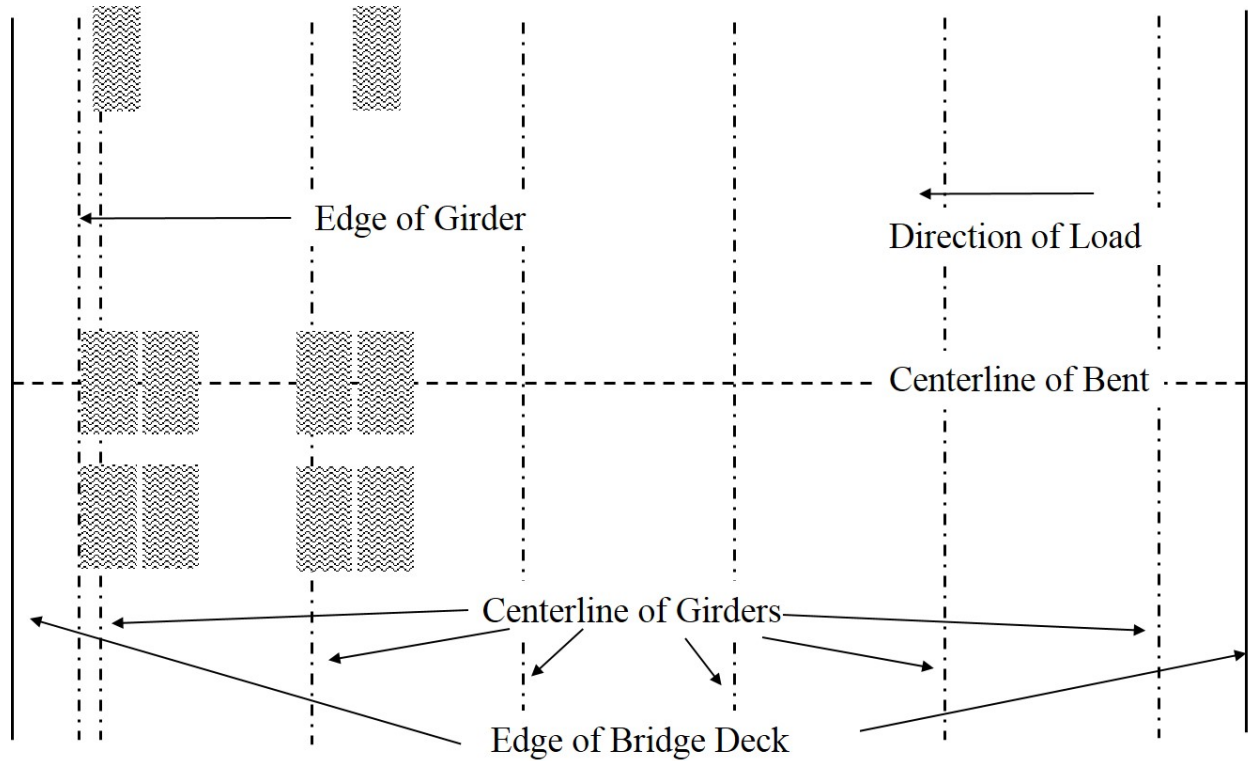 Edge of Girder
Direction of Load
Centerline of Bent
Centerline of Girders
Edge of Bridge Deck